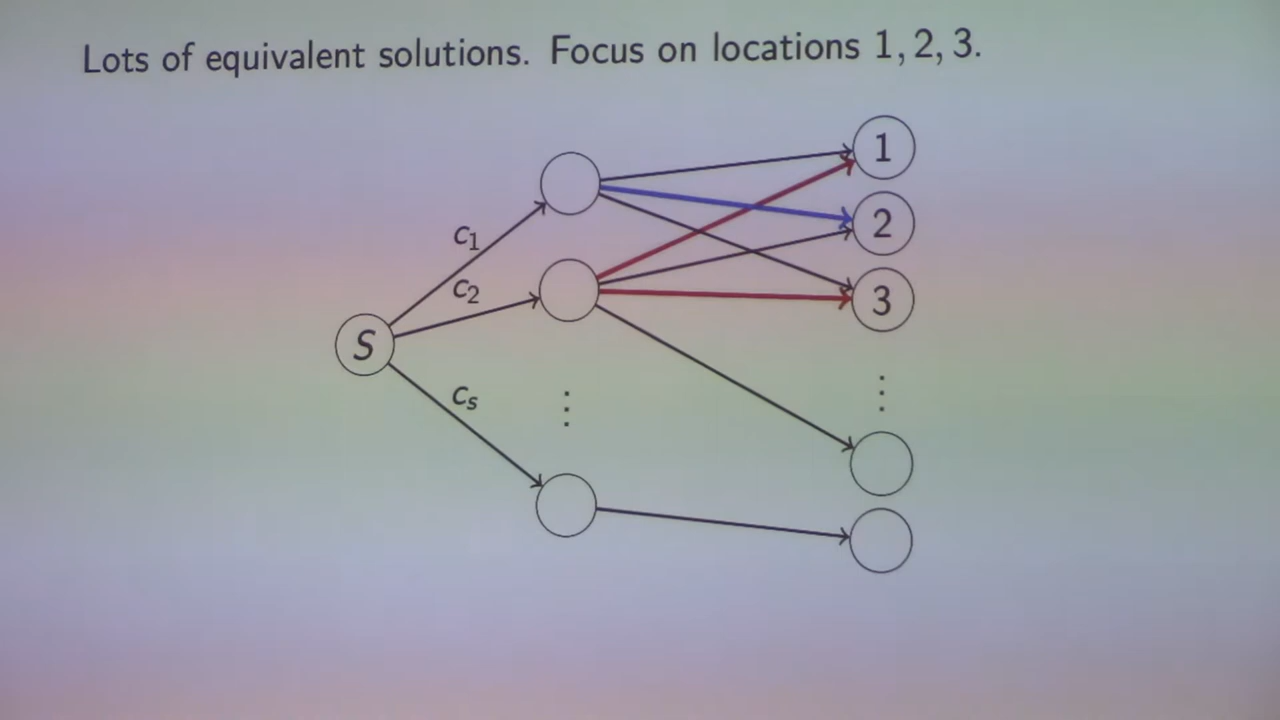 Lots of equivalent solutions. Focus on locations 1, 2, 3.
1
c₁
2
c₂
3
S
⋮
cₛ
⋮